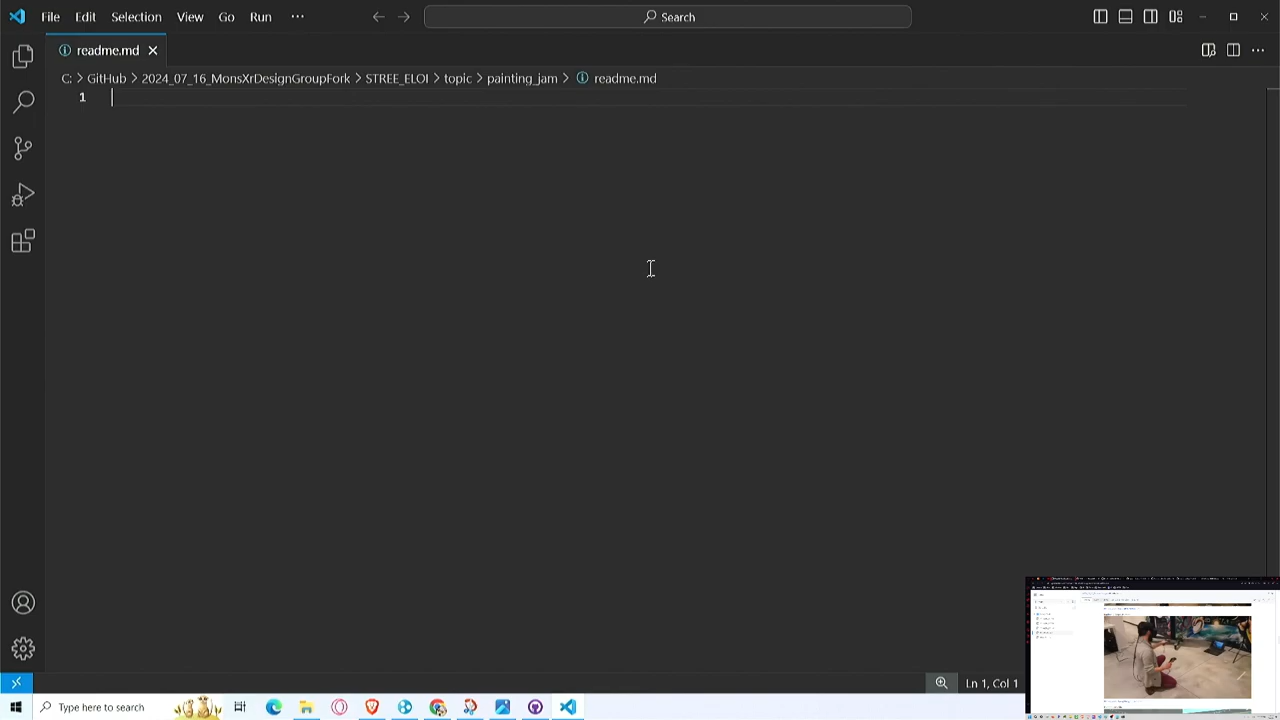 File Edit Selection View Go Run ··· Search
readme.md
C: > GitHub > 2024_07_16_MonsXrDesignGroupFork > STREE_ELOI > topic > painting_jam > readme.md
1
Ln 1, Col 1
Type here to search